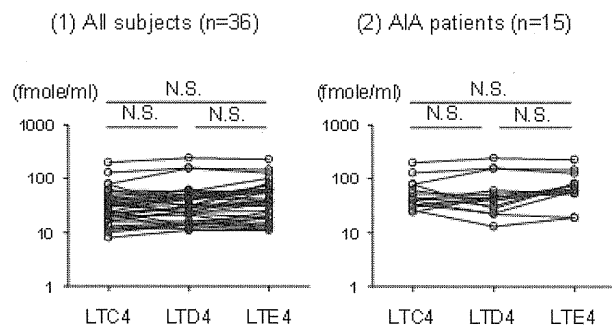 (1) All subjects (n=36)
(fmole/ml)
N.S.
N.S. N.S.
1000
100
10
1
LTC4 LTD4 LTE4
(2) AIA patients (n=15)
(fmole/ml)
N.S.
N.S. N.S.
1000
100
10
1
LTC4 LTD4 LTE4